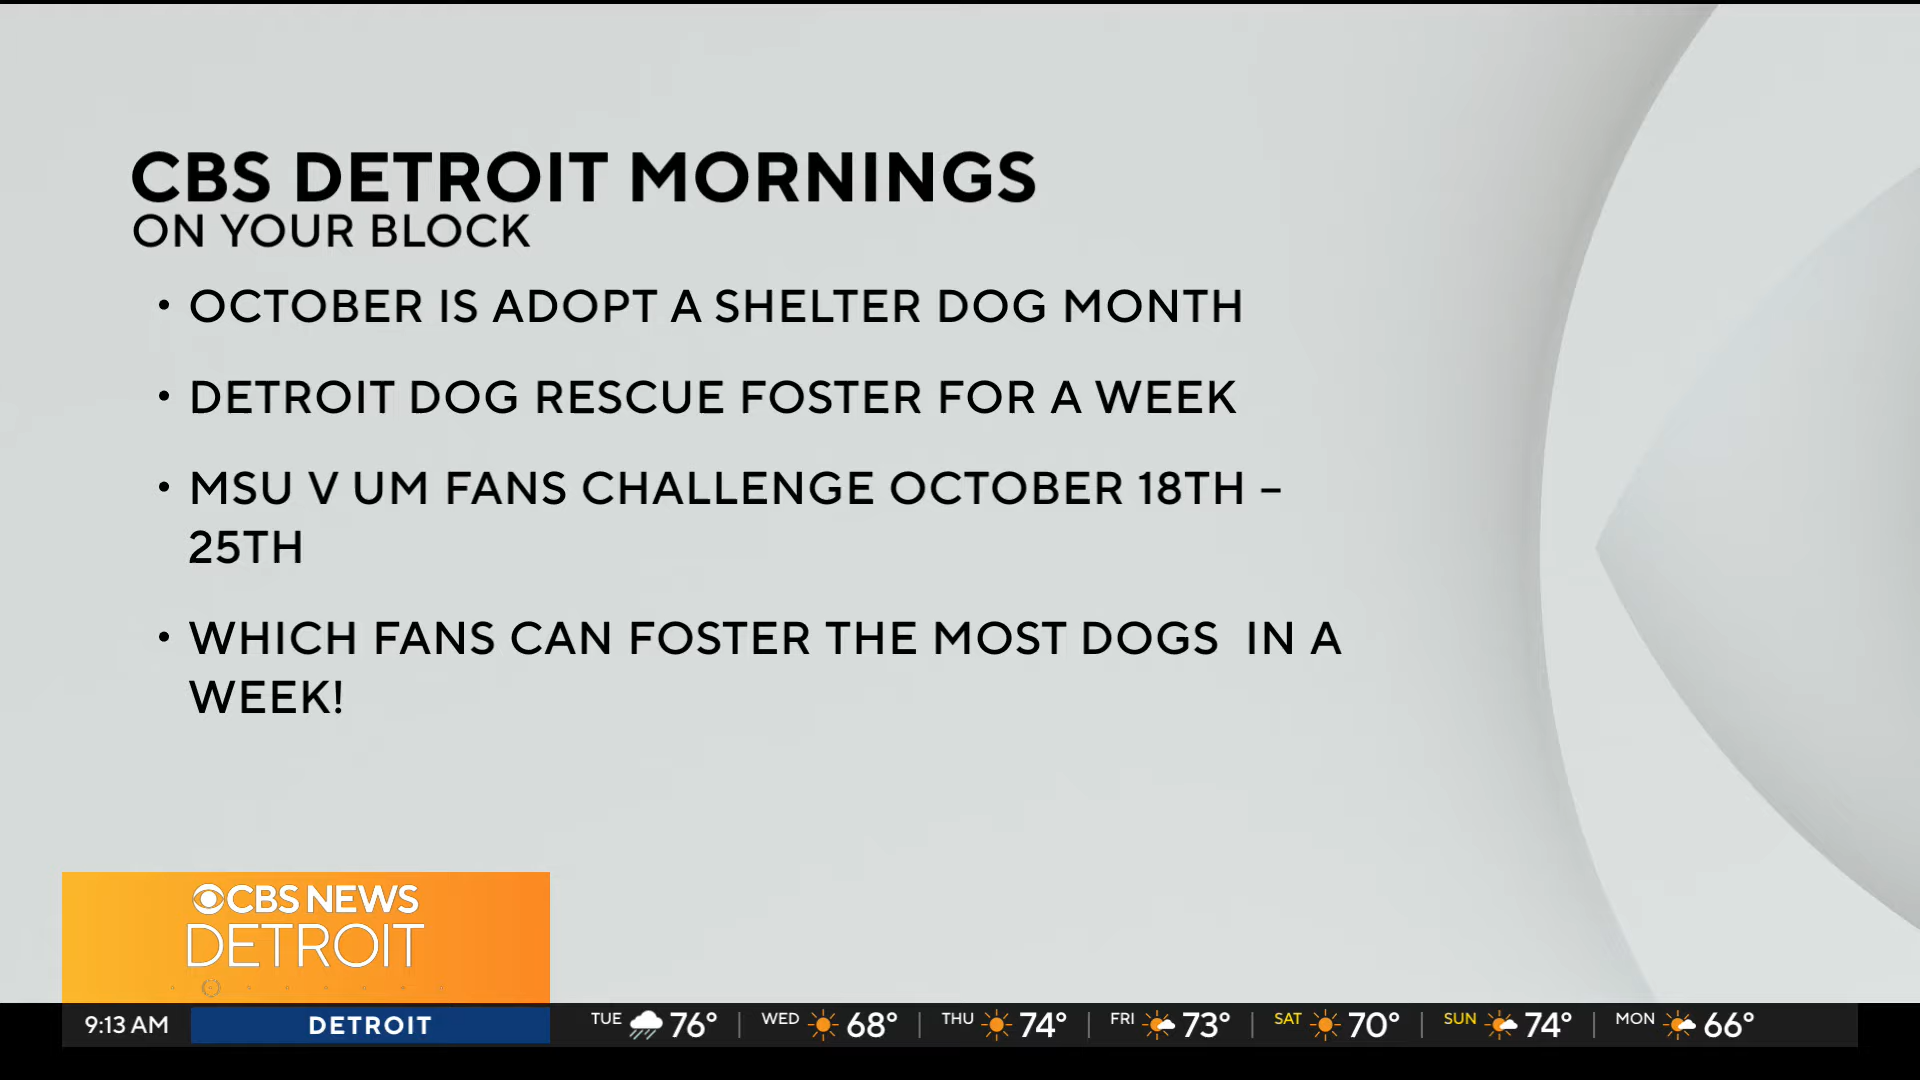 CBS DETROIT MORNINGS
ON YOUR BLOCK
• OCTOBER IS ADOPT A SHELTER DOG MONTH
• DETROIT DOG RESCUE FOSTER FOR A WEEK
• MSU V UM FANS CHALLENGE OCTOBER 18TH –
25TH
• WHICH FANS CAN FOSTER THE MOST DOGS  IN A
WEEK!
CBS NEWS
DETROIT
9:13 AM DETROIT TUE 76° WED 68° THU 74° FRI 73° SAT 70° SUN 74° MON 66°